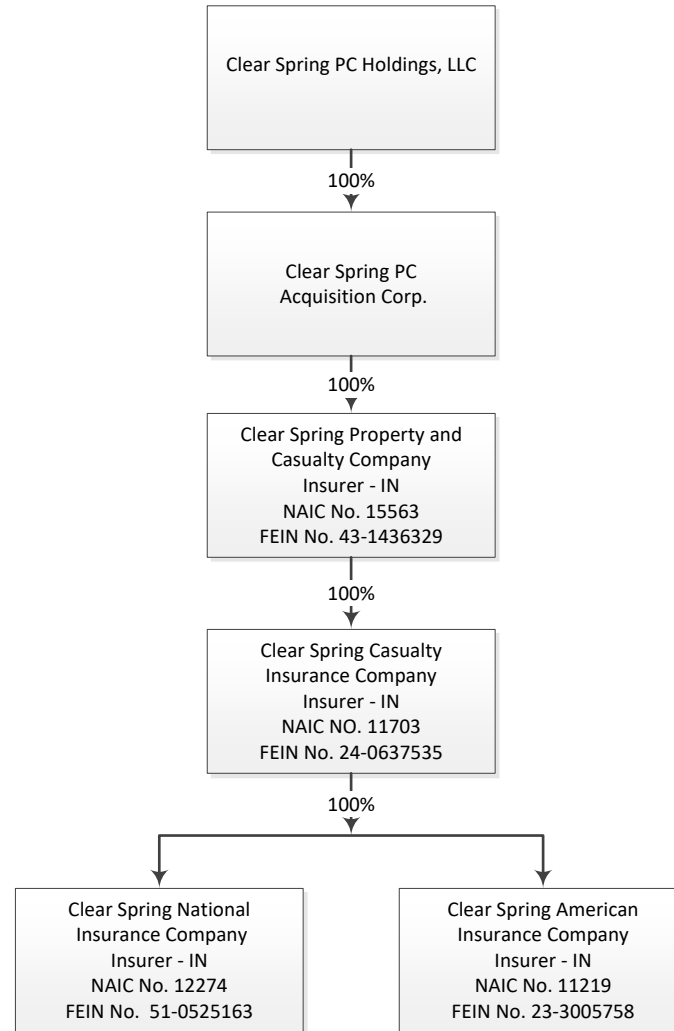 Clear Spring PC Holdings, LLC
100%
Clear Spring PC
Acquisition Corp.
100%
Clear Spring Property and
Casualty Company
Insurer - IN
NAIC No. 15563
FEIN No. 43-1436329
100%
Clear Spring Casualty
Insurance Company
Insurer - IN
NAIC NO. 11703
FEIN No. 24-0637535
100%
Clear Spring National
Insurance Company
Insurer - IN
NAIC No. 12274
FEIN No.  51-0525163
Clear Spring American
Insurance Company
Insurer - IN
NAIC No. 11219
FEIN No. 23-3005758